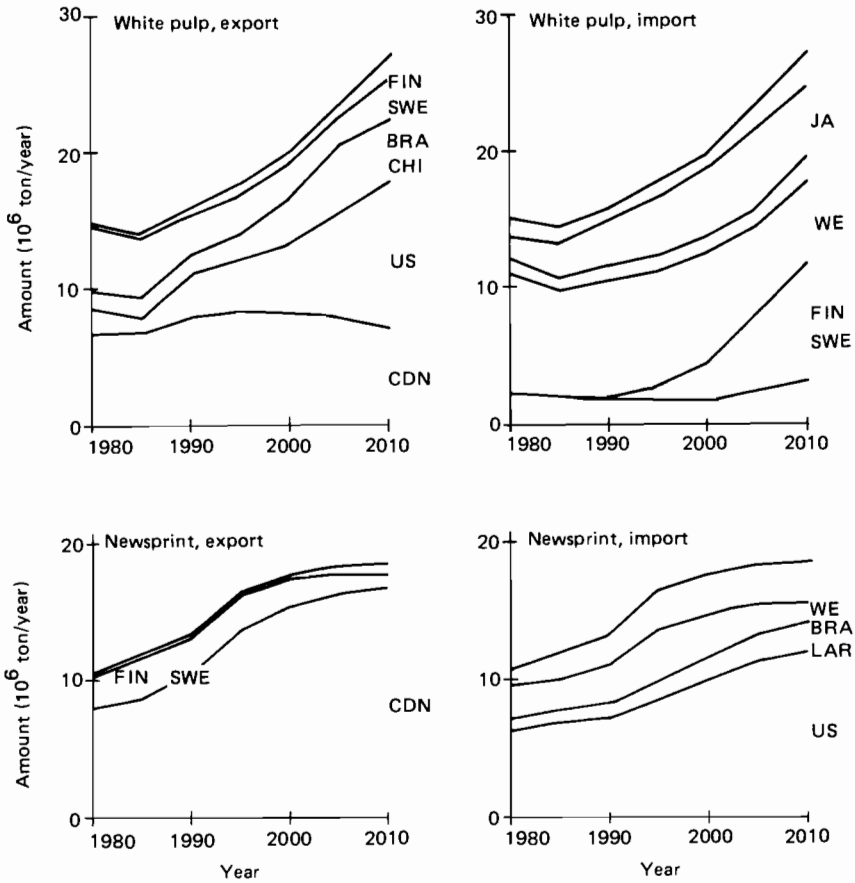 White pulp, export
Amount (10⁶ ton/year)
30
20
10
0
FIN
SWE
BRA
CHI
US
CDN
1980 1990 2000 2010
White pulp, import
30
20
10
0
JA
WE
FIN
SWE
1980 1990 2000 2010
Newsprint, export
Amount (10⁶ ton/year)
20
10
0
FIN SWE
CDN
1980 1990 2000 2010
Year
Newsprint, import
20
10
0
WE
BRA
LAR
US
1980 1990 2000 2010
Year